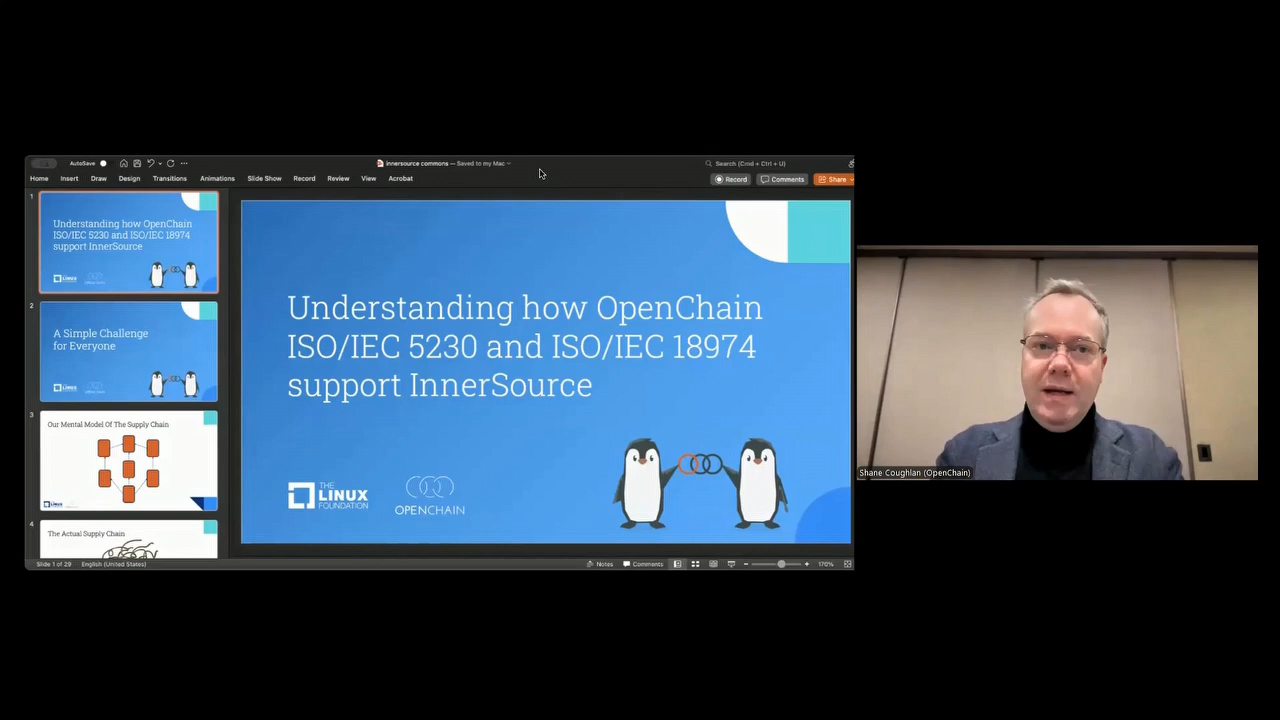 AutoSave
innersource commons — Saved to my Mac
Search (Cmd + Ctrl + U)
Home
Insert
Draw
Design
Transitions
Animations
Slide Show
Record
Review
View
Acrobat
Record
Comments
Share
1
Understanding how OpenChain
ISO/IEC 5230 and ISO/IEC 18974
support InnerSource
2
A Simple Challenge
for Everyone
3
Our Mental Model Of The Supply Chain
4
The Actual Supply Chain
Understanding how OpenChain
ISO/IEC 5230 and ISO/IEC 18974
support InnerSource
THE
LINUX
FOUNDATION
OPENCHAIN
Slide 1 of 29
English (United States)
Notes
Comments
170%
Shane Coughlan (OpenChain)